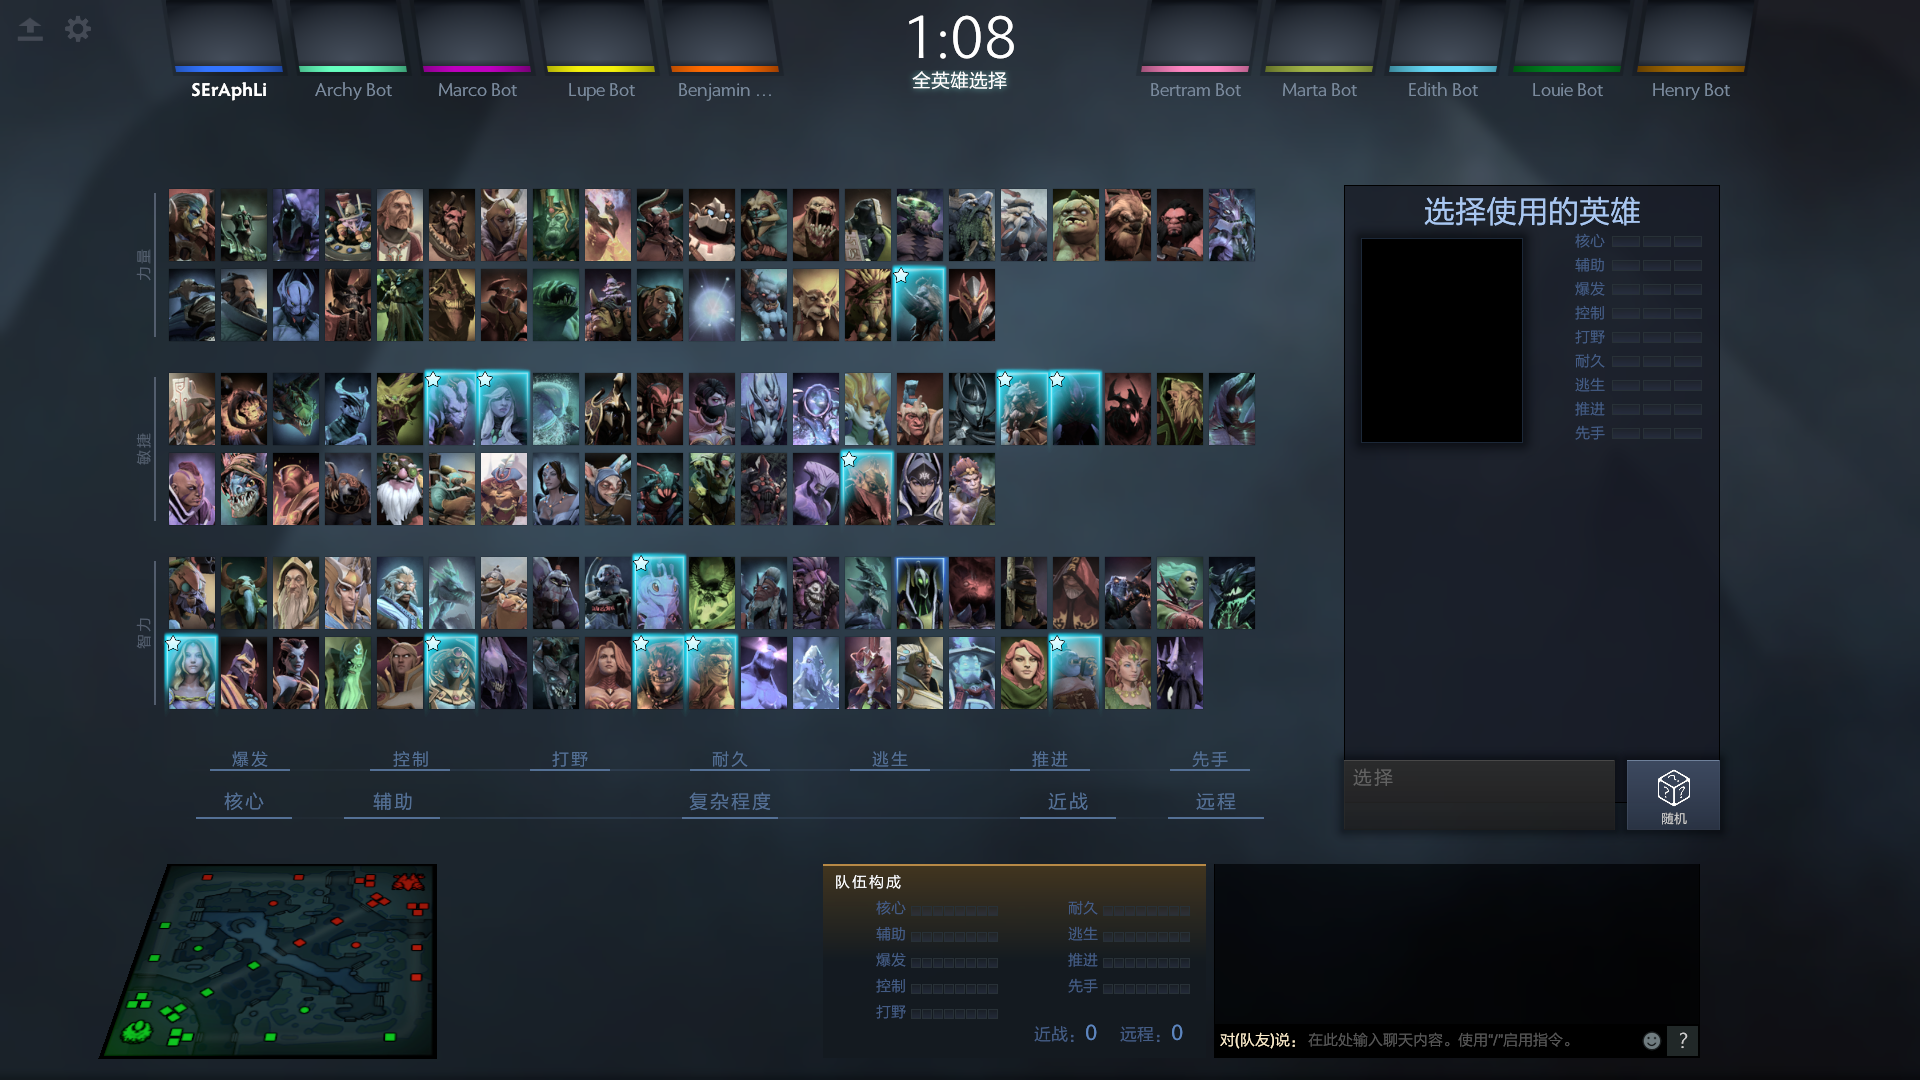 1:08
全英雄选择
SErAphLi
Archy Bot
Marco Bot
Lupe Bot
Benjamin ...
Bertram Bot
Marta Bot
Edith Bot
Louie Bot
Henry Bot
力量
敏捷
智力
选择使用的英雄
核心
辅助
爆发
控制
打野
耐久
逃生
推进
先手
选择
随机
爆发 控制 打野 耐久 逃生 推进 先手
核心 辅助 复杂程度 近战 远程
队伍构成
核心 耐久
辅助 逃生
爆发 推进
控制 先手
打野
近战: 0 远程: 0
对(队友)说: 在此处输入聊天内容。使用"/"启用指令。
?